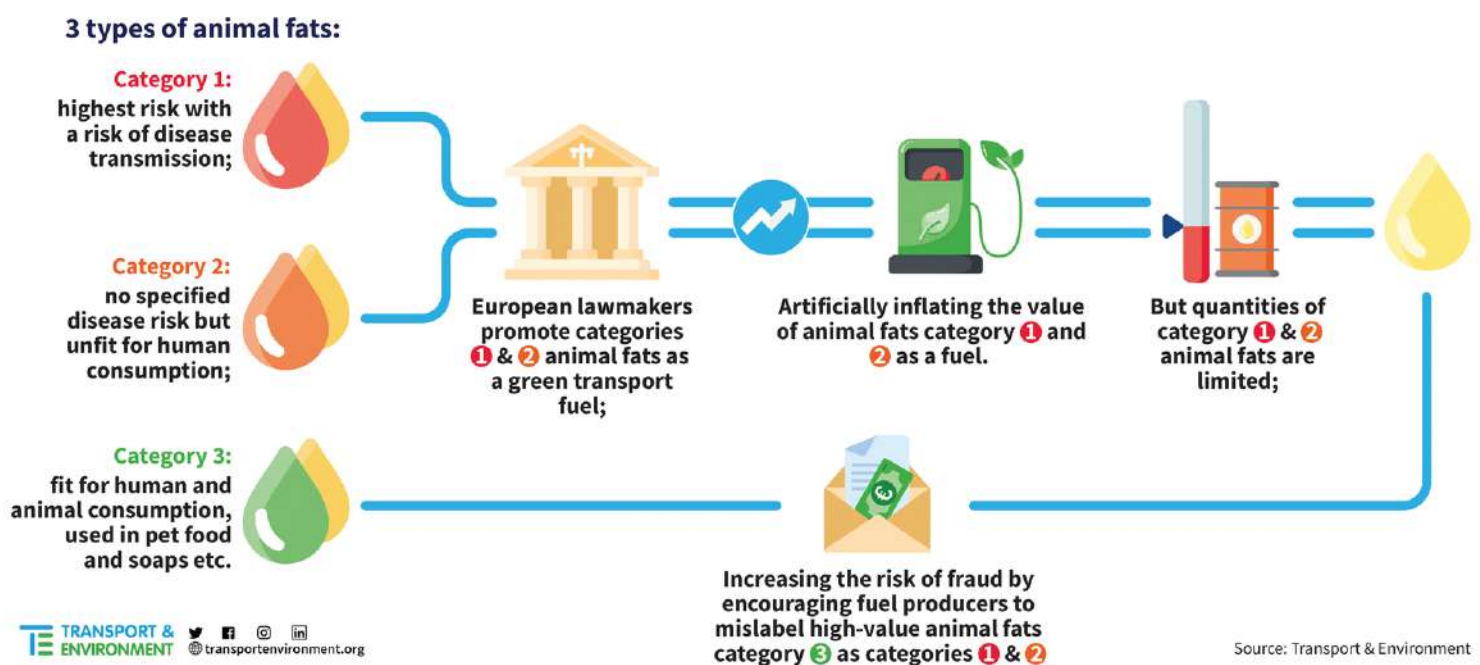 3 types of animal fats:
Category 1:
highest risk with
a risk of disease
transmission;
Category 2:
no specified
disease risk but
unfit for human
consumption;
European lawmakers
promote categories
1 & 2 animal fats as
a green transport
fuel;
Artificially inflating the value
of animal fats category 1 and
2 as a fuel.
But quantities of
category 1 & 2
animal fats are
limited;
Category 3:
fit for human and
animal consumption,
used in pet food
and soaps etc.
€
Increasing the risk of fraud by
encouraging fuel producers to
mislabel high-value animal fats
category 3 as categories 1 & 2
TE TRANSPORT &
ENVIRONMENT
in
transportenvironment.org
Source: Transport & Environment